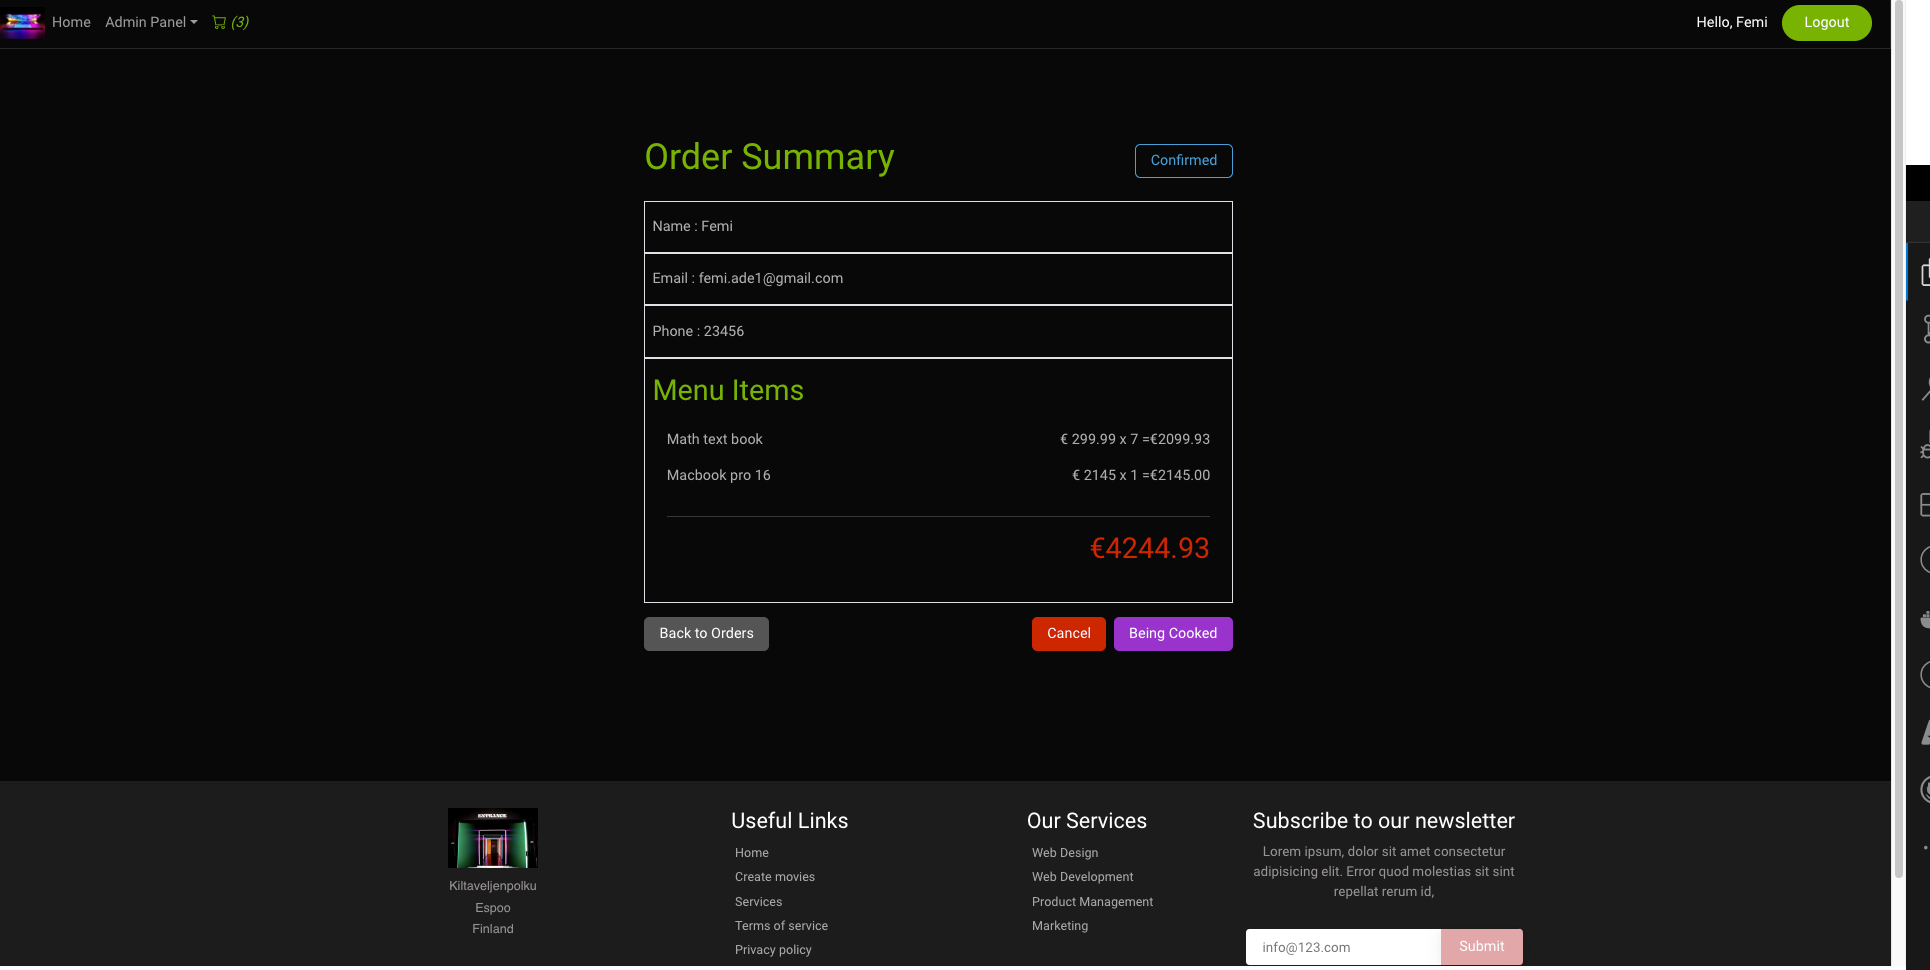 Home Admin Panel (3) Hello, Femi Logout
Order Summary Confirmed
Name : Femi
Email : femi.ade1@gmail.com
Phone : 23456
Menu Items
Math text book € 299.99 x 7 =€2099.93
Macbook pro 16 € 2145 x 1 =€2145.00
€4244.93
Back to Orders Cancel Being Cooked
ENTRANCE
Kiltaveljenpolku
Espoo
Finland
Useful Links
Home
Create movies
Services
Terms of service
Privacy policy
Our Services
Web Design
Web Development
Product Management
Marketing
Subscribe to our newsletter
Lorem ipsum, dolor sit amet consectetur
adipisicing elit. Error quod molestias sit sint
repellat rerum id,
info@123.com Submit